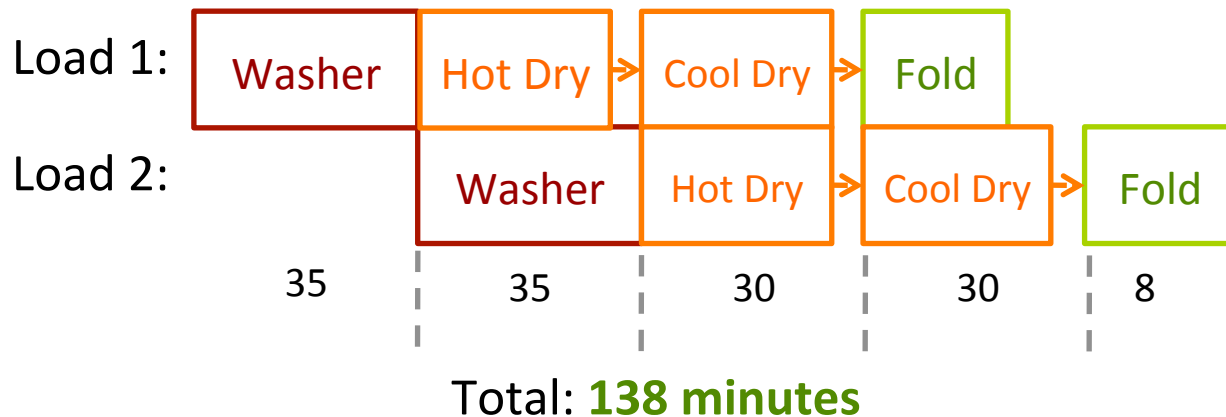 Load 1: Washer Hot Dry Cool Dry Fold
Load 2: Washer Hot Dry Cool Dry Fold
35 35 30 30 8
Total: 138 minutes